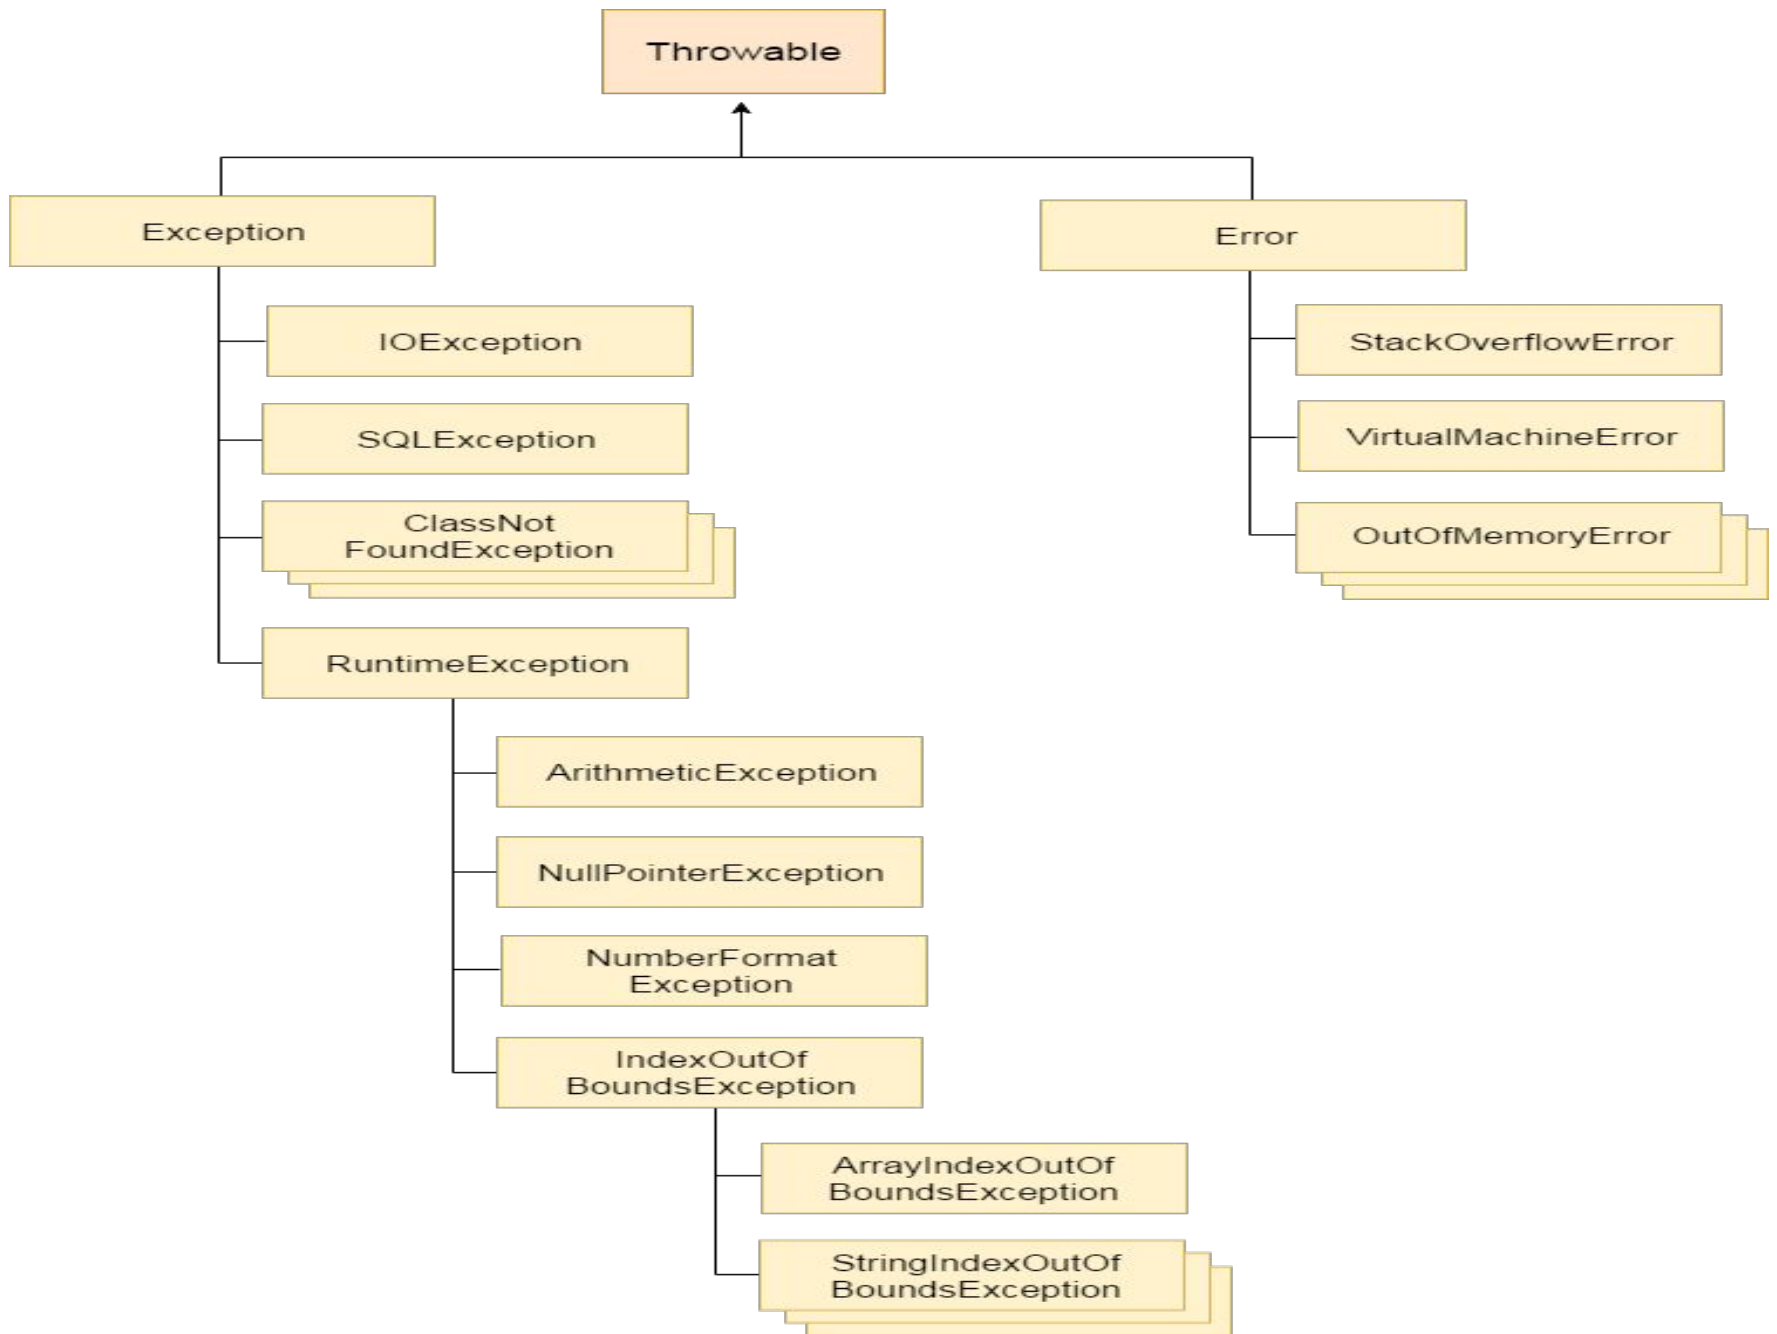 Throwable
Exception
Error
IOException
StackOverflowError
SQLException
VirtualMachineError
ClassNot
FoundException
OutOfMemoryError
RuntimeException
ArithmeticException
NullPointerException
NumberFormat
Exception
IndexOutOf
BoundsException
ArrayIndexOutOf
BoundsException
StringIndexOutOf
BoundsException